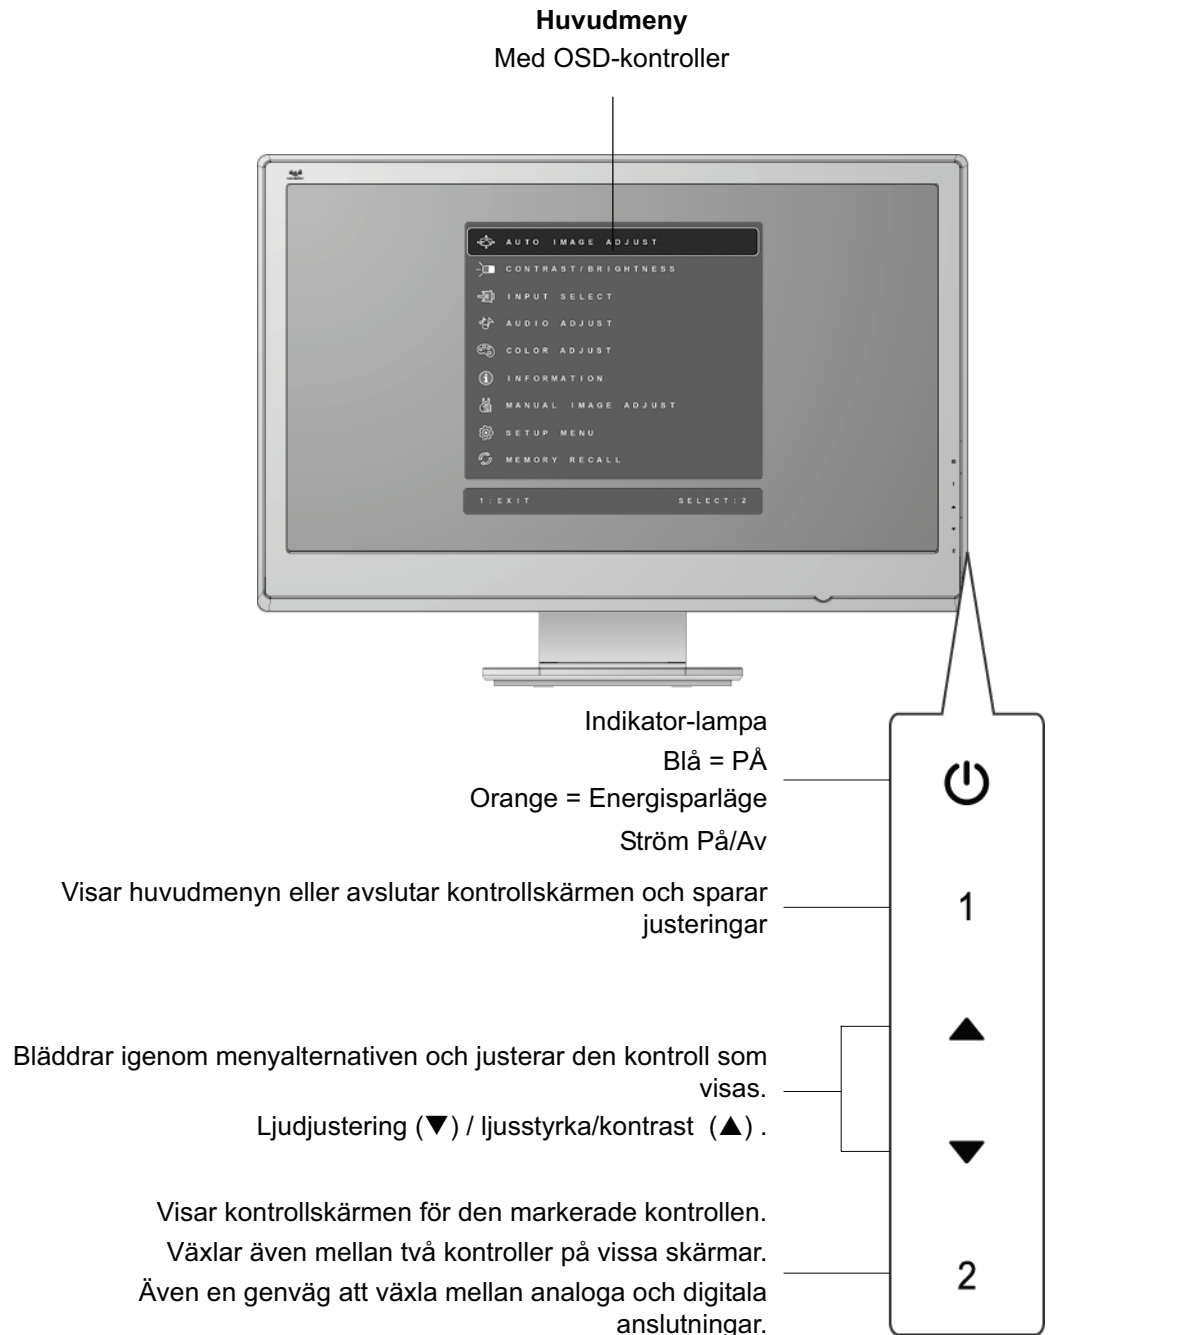 Huvudmeny
Med OSD-kontroller
AUTO IMAGE ADJUST
CONTRAST/BRIGHTNESS
INPUT SELECT
AUDIO ADJUST
COLOR ADJUST
INFORMATION
MANUAL IMAGE ADJUST
SETUP MENU
MEMORY RECALL
1:EXIT SELECT:2
Indikator-lampa
Blå = PÅ
Orange = Energisparläge
Ström På/Av
Visar huvudmenyn eller avslutar kontrollskärmen och sparar
justeringar
1
Bläddrar igenom menyalternativen och justerar den kontroll som
visas.
Ljudjustering (▼) / ljusstyrka/kontrast (▲) .
Visar kontrollskärmen för den markerade kontrollen.
Växlar även mellan två kontroller på vissa skärmar.
Även en genväg att växla mellan analoga och digitala
anslutningar.
2